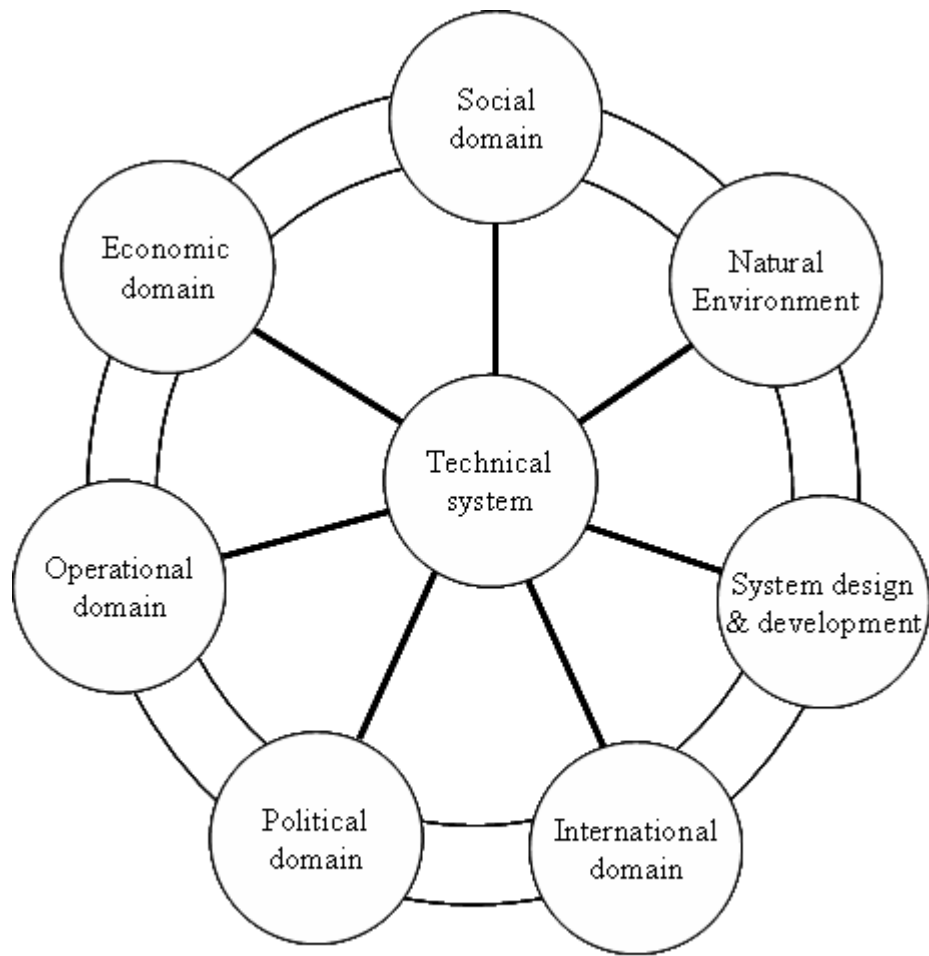 Social
domain
Economic
domain
Natural
Environment
Technical
system
Operational
domain
System design
& development
Political
domain
International
domain